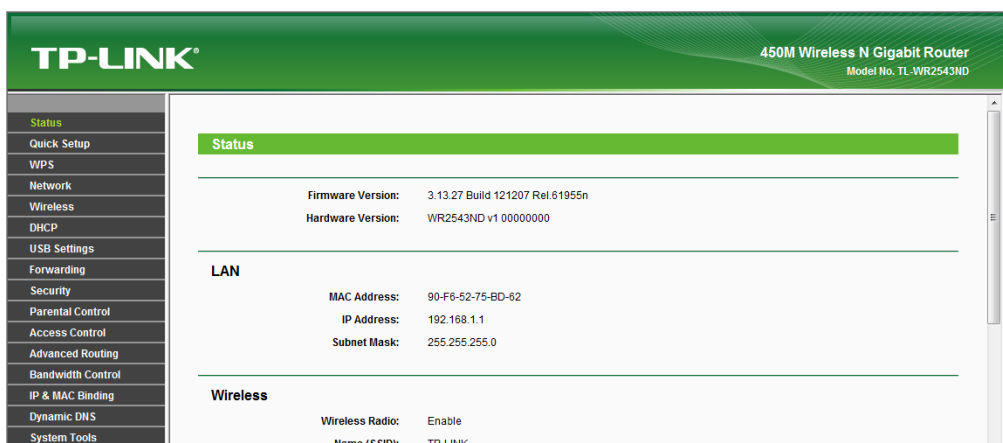 TP-LINK®
450M Wireless N Gigabit Router
Model No. TL-WR2543ND
Status
Quick Setup
WPS
Network
Wireless
DHCP
USB Settings
Forwarding
Security
Parental Control
Access Control
Advanced Routing
Bandwidth Control
IP & MAC Binding
Dynamic DNS
System Tools
Status
Firmware Version: 3.13.27 Build 121207 Rel.61955n
Hardware Version: WR2543ND v1 00000000
LAN
MAC Address: 90-F6-52-75-BD-62
IP Address: 192.168.1.1
Subnet Mask: 255.255.255.0
Wireless
Wireless Radio: Enable
Name (SSID): TP-LINK